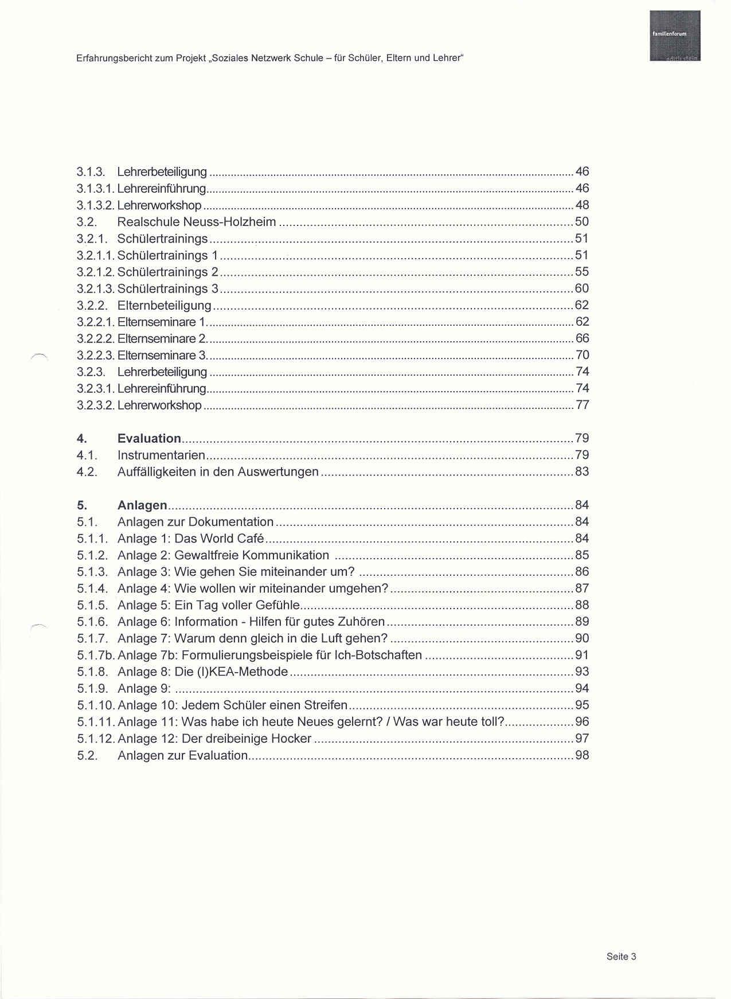 familienforum
edith stein
Erfahrungsbericht zum Projekt „Soziales Netzwerk Schule – für Schüler, Eltern und Lehrer“
3.1.3. Lehrerbeteiligung 46
3.1.3.1. Lehrereinführung 46
3.1.3.2. Lehrerworkshop 48
3.2. Realschule Neuss-Holzheim 50
3.2.1. Schülertrainings 51
3.2.1.1. Schülertrainings 1 51
3.2.1.2. Schülertrainings 2 55
3.2.1.3. Schülertrainings 3 60
3.2.2. Elternbeteiligung 62
3.2.2.1. Elternseminare 1 62
3.2.2.2. Elternseminare 2 66
3.2.2.3. Elternseminare 3 70
3.2.3. Lehrerbeteiligung 74
3.2.3.1. Lehrereinführung 74
3.2.3.2. Lehrerworkshop 77
4. Evaluation 79
4.1. Instrumentarien 79
4.2. Auffälligkeiten in den Auswertungen 83
5. Anlagen 84
5.1. Anlagen zur Dokumentation 84
5.1.1. Anlage 1: Das World Café 84
5.1.2. Anlage 2: Gewaltfreie Kommunikation 85
5.1.3. Anlage 3: Wie gehen Sie miteinander um? 86
5.1.4. Anlage 4: Wie wollen wir miteinander umgehen? 87
5.1.5. Anlage 5: Ein Tag voller Gefühle 88
5.1.6. Anlage 6: Information - Hilfen für gutes Zuhören 89
5.1.7. Anlage 7: Warum denn gleich in die Luft gehen? 90
5.1.7b. Anlage 7b: Formulierungsbeispiele für Ich-Botschaften 91
5.1.8. Anlage 8: Die (I)KEA-Methode 93
5.1.9. Anlage 9: 94
5.1.10. Anlage 10: Jedem Schüler einen Streifen 95
5.1.11. Anlage 11: Was habe ich heute Neues gelernt? / Was war heute toll? 96
5.1.12. Anlage 12: Der dreibeinige Hocker 97
5.2. Anlagen zur Evaluation 98
Seite 3